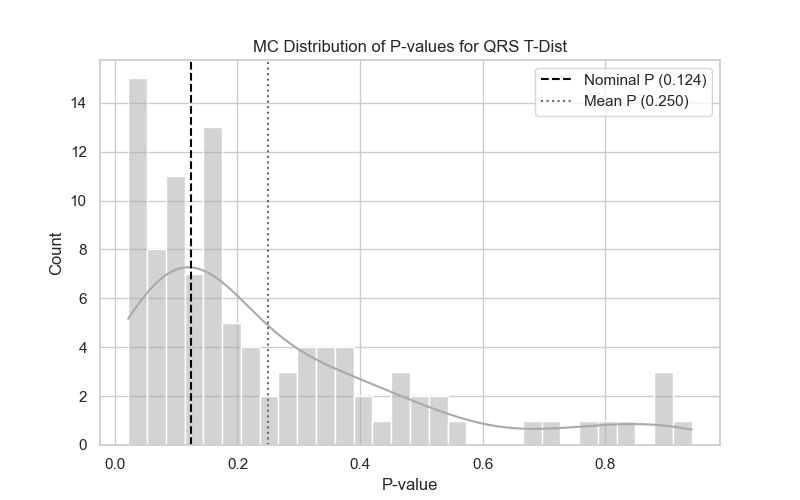 MC Distribution of P-values for QRS T-Dist
Nominal P (0.124)
Mean P (0.250)
14
12
10
8
6
4
2
0
Count
0.0 0.2 0.4 0.6 0.8
P-value